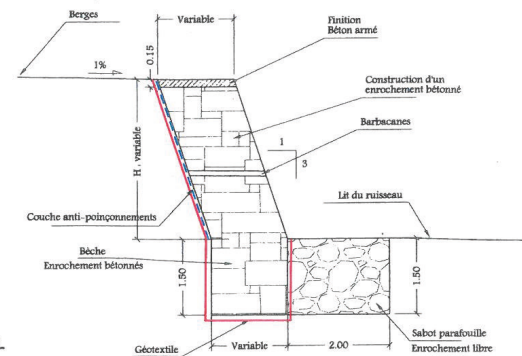 Berges
Variable
Finition
Béton armé
1%
0.15
Construction d'un
enrochement bétonné
Barbacanes
1
3
H. variable
Lit du ruisseau
Couche anti-poinçonnements
Bèche
Enrochement bétonnés
1.50
1.50
Sabot parafouille
Enrochement libre
Géotextile
Variable
2.00